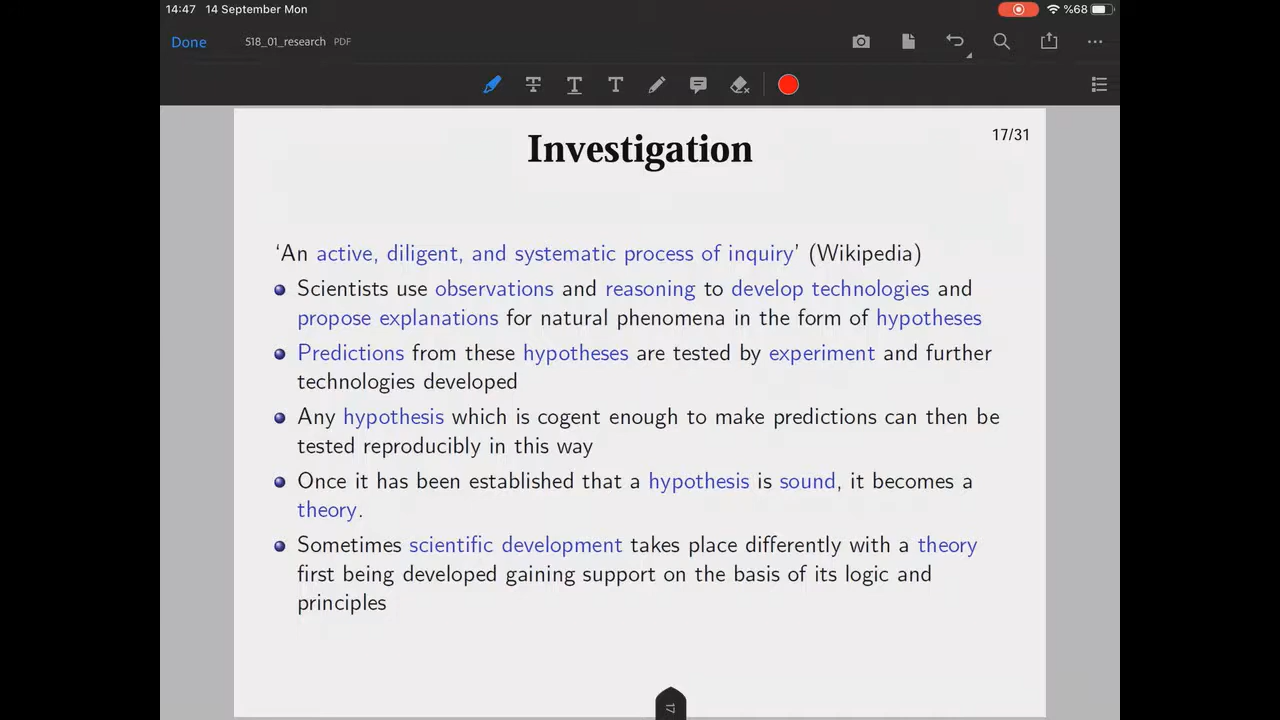 14:47 14 September Mon
%68
Done
518_01_research PDF
Investigation
17/31
‘An active, diligent, and systematic process of inquiry’ (Wikipedia)
Scientists use observations and reasoning to develop technologies and
propose explanations for natural phenomena in the form of hypotheses
Predictions from these hypotheses are tested by experiment and further
technologies developed
Any hypothesis which is cogent enough to make predictions can then be
tested reproducibly in this way
Once it has been established that a hypothesis is sound, it becomes a
theory.
Sometimes scientific development takes place differently with a theory
first being developed gaining support on the basis of its logic and
principles
17